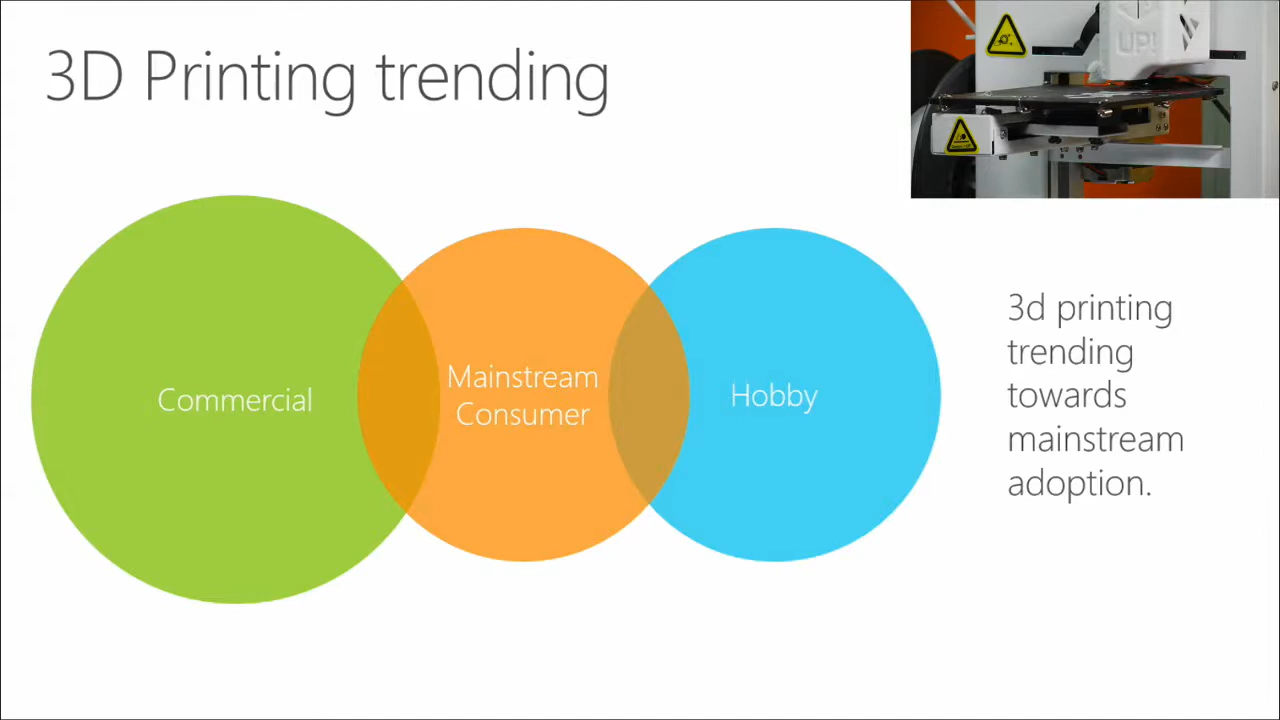 3D Printing trending
UP!
Commercial
Mainstream
Consumer
Hobby
3d printing
trending
towards
mainstream
adoption.